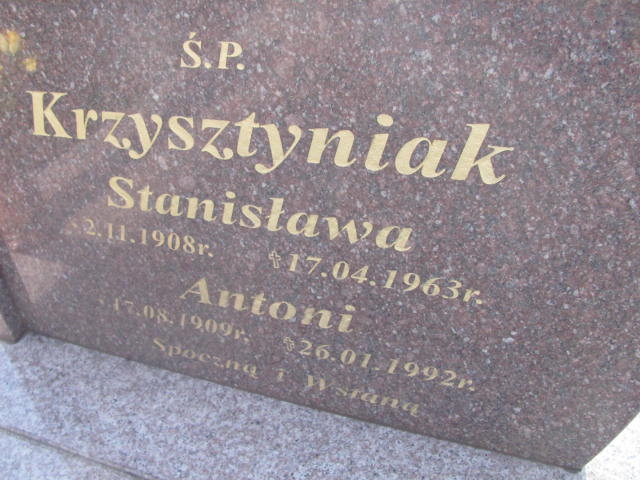 Ś.P.
Krzysztyniak
Stanisława
* 2.11.1908r. ✝17.04.1963r.
Antoni
* 17.08.1909r. ✝26.01.1992r.
Spoczną i Wstaną